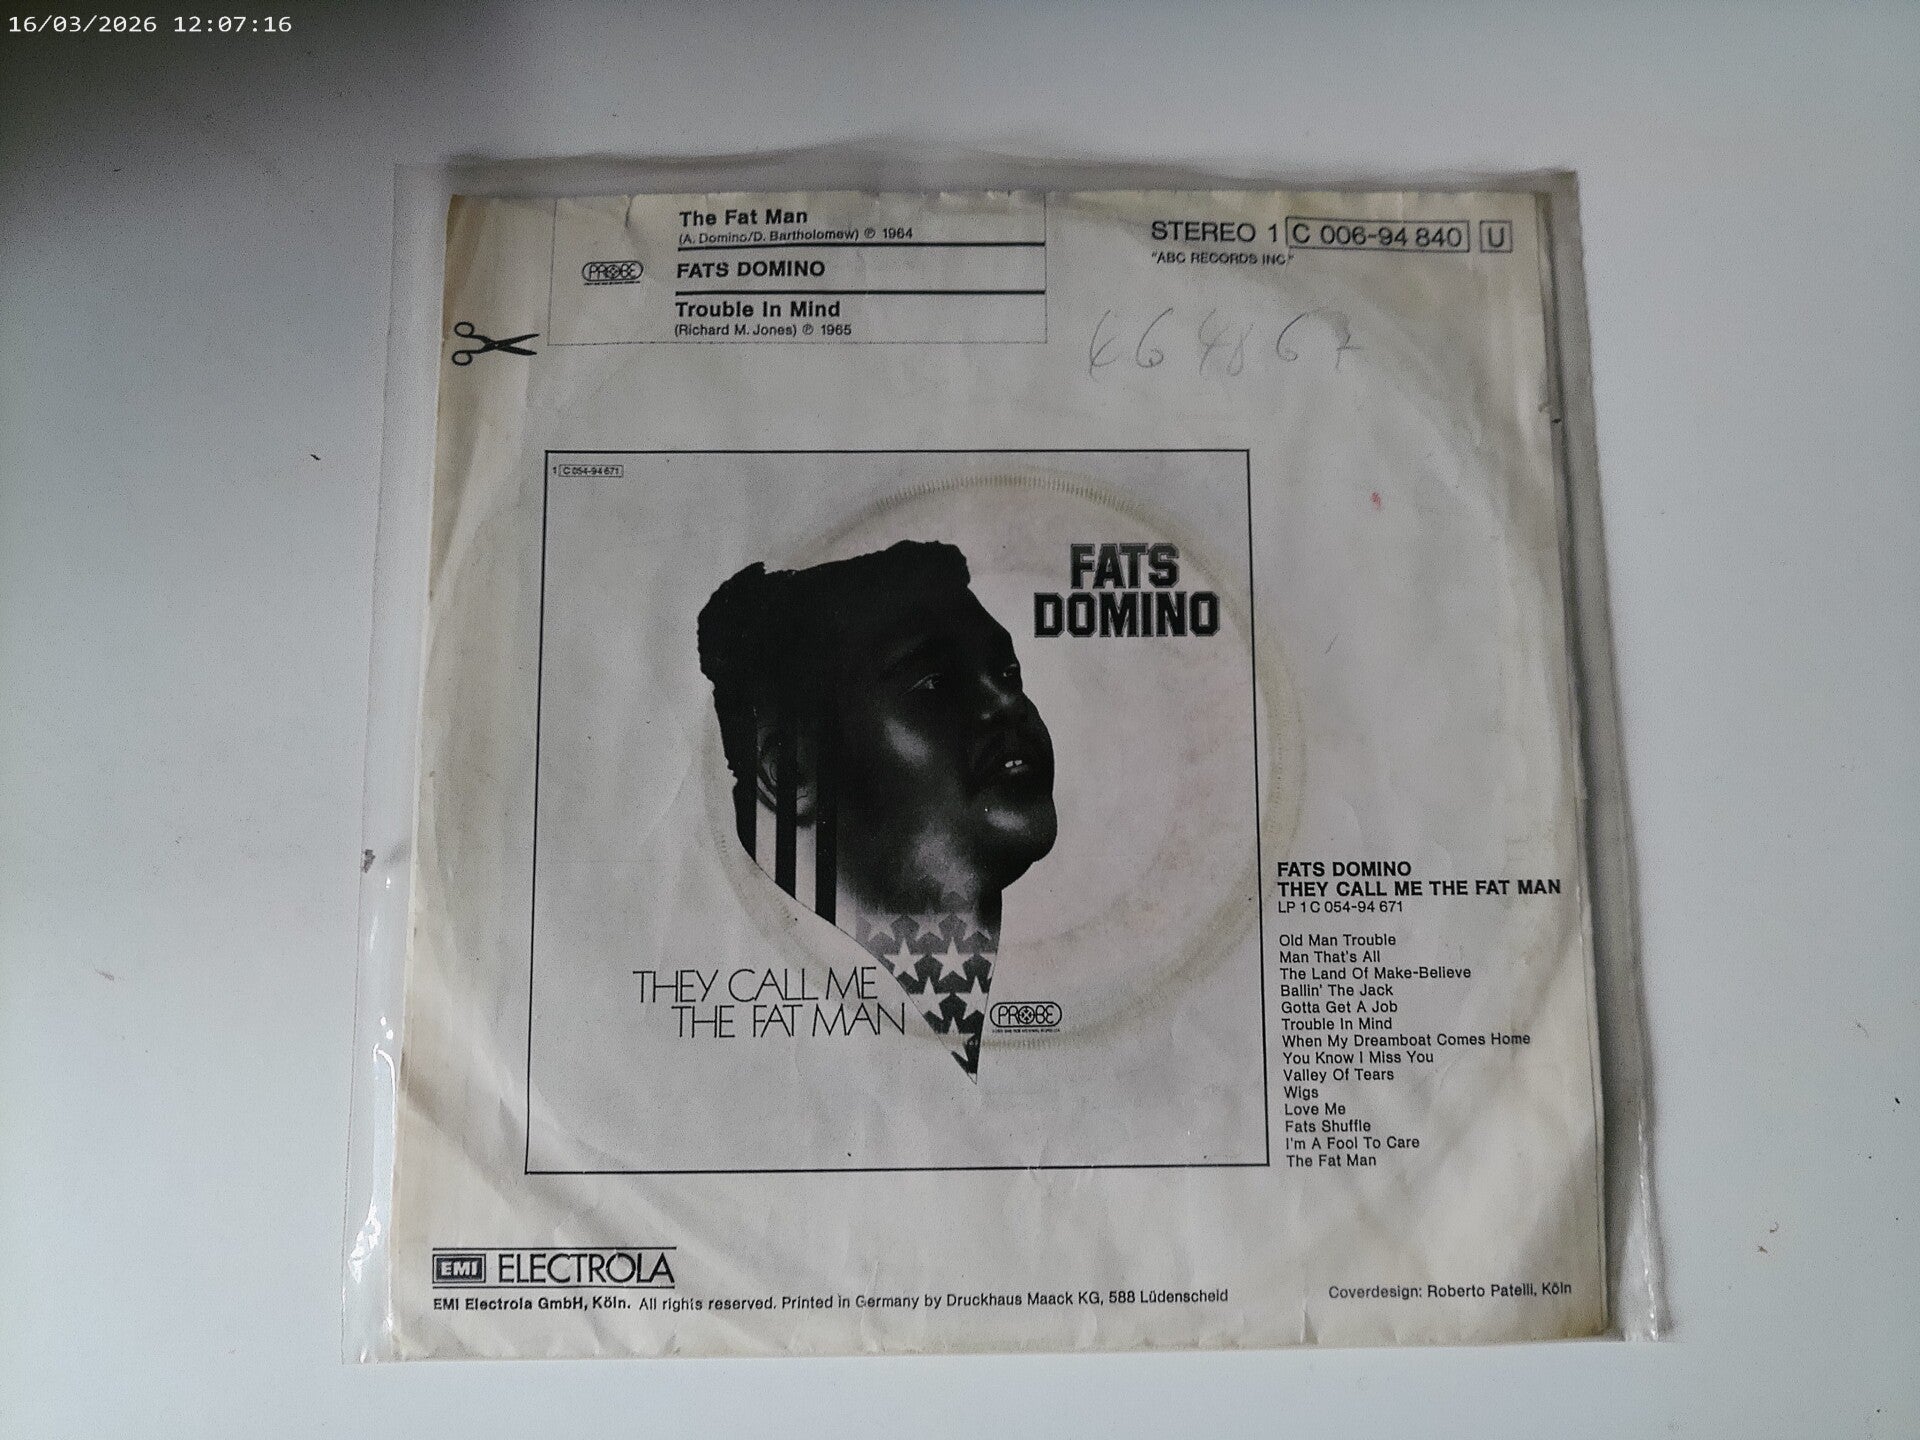 16/03/2026 12:07:16
The Fat Man
(A. Domino/D. Bartholomew) ℗ 1964
PROBE
FATS DOMINO
Trouble In Mind
(Richard M. Jones) ℗ 1965
STEREO 1 C 006-94 840 U
"ABC RECORDS INC."
1 C 054-94 671
FATS
DOMINO
THEY CALL ME
THE FAT MAN
PROBE
FATS DOMINO
THEY CALL ME THE FAT MAN
LP 1 C 054-94 671
Old Man Trouble
Man That's All
The Land Of Make-Believe
Ballin' The Jack
Gotta Get A Job
Trouble In Mind
When My Dreamboat Comes Home
You Know I Miss You
Valley Of Tears
Wigs
Love Me
Fats Shuffle
I'm A Fool To Care
The Fat Man
EMI ELECTROLA
EMI Electrola GmbH, Köln. All rights reserved. Printed in Germany by Druckhaus Maack KG, 588 Lüdenscheid
Coverdesign: Roberto Patelli, Köln